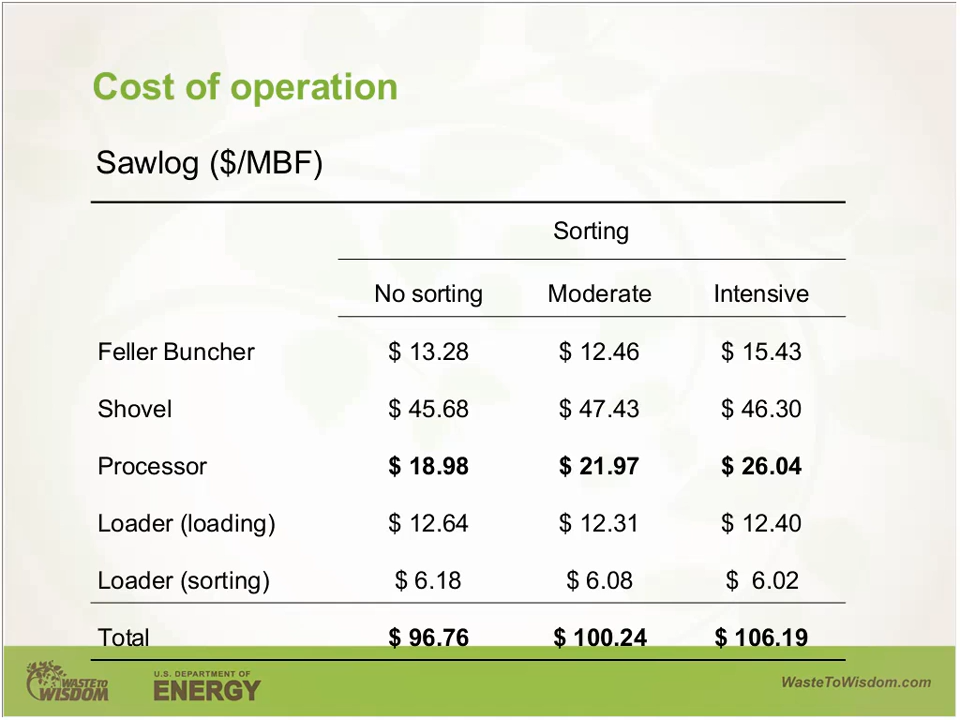 Cost of operation
Sawlog ($/MBF)
Sorting
No sorting Moderate Intensive
Feller Buncher $ 13.28 $ 12.46 $ 15.43
Shovel $ 45.68 $ 47.43 $ 46.30
Processor $ 18.98 $ 21.97 $ 26.04
Loader (loading) $ 12.64 $ 12.31 $ 12.40
Loader (sorting) $ 6.18 $ 6.08 $ 6.02
Total $ 96.76 $ 100.24 $ 106.19
WASTE TO
WISDOM
U.S. DEPARTMENT OF
ENERGY
WasteToWisdom.com